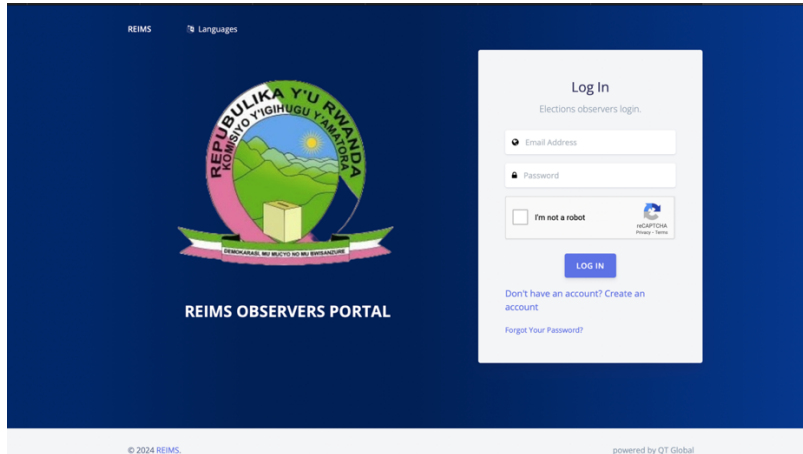 REIMS
Languages
REPUBULIKA Y'U RWANDA
KOMISIYO Y'IGIHUGU Y'AMATORA
DEMOKARASI, MU MUCYO NO MU BWISANZURE
REIMS OBSERVERS PORTAL
Log In
Elections observers login.
Email Address
Password
I'm not a robot
reCAPTCHA
Privacy - Terms
LOG IN
Don't have an account? Create an
account
Forgot Your Password?
© 2024 REIMS.
powered by QT Global